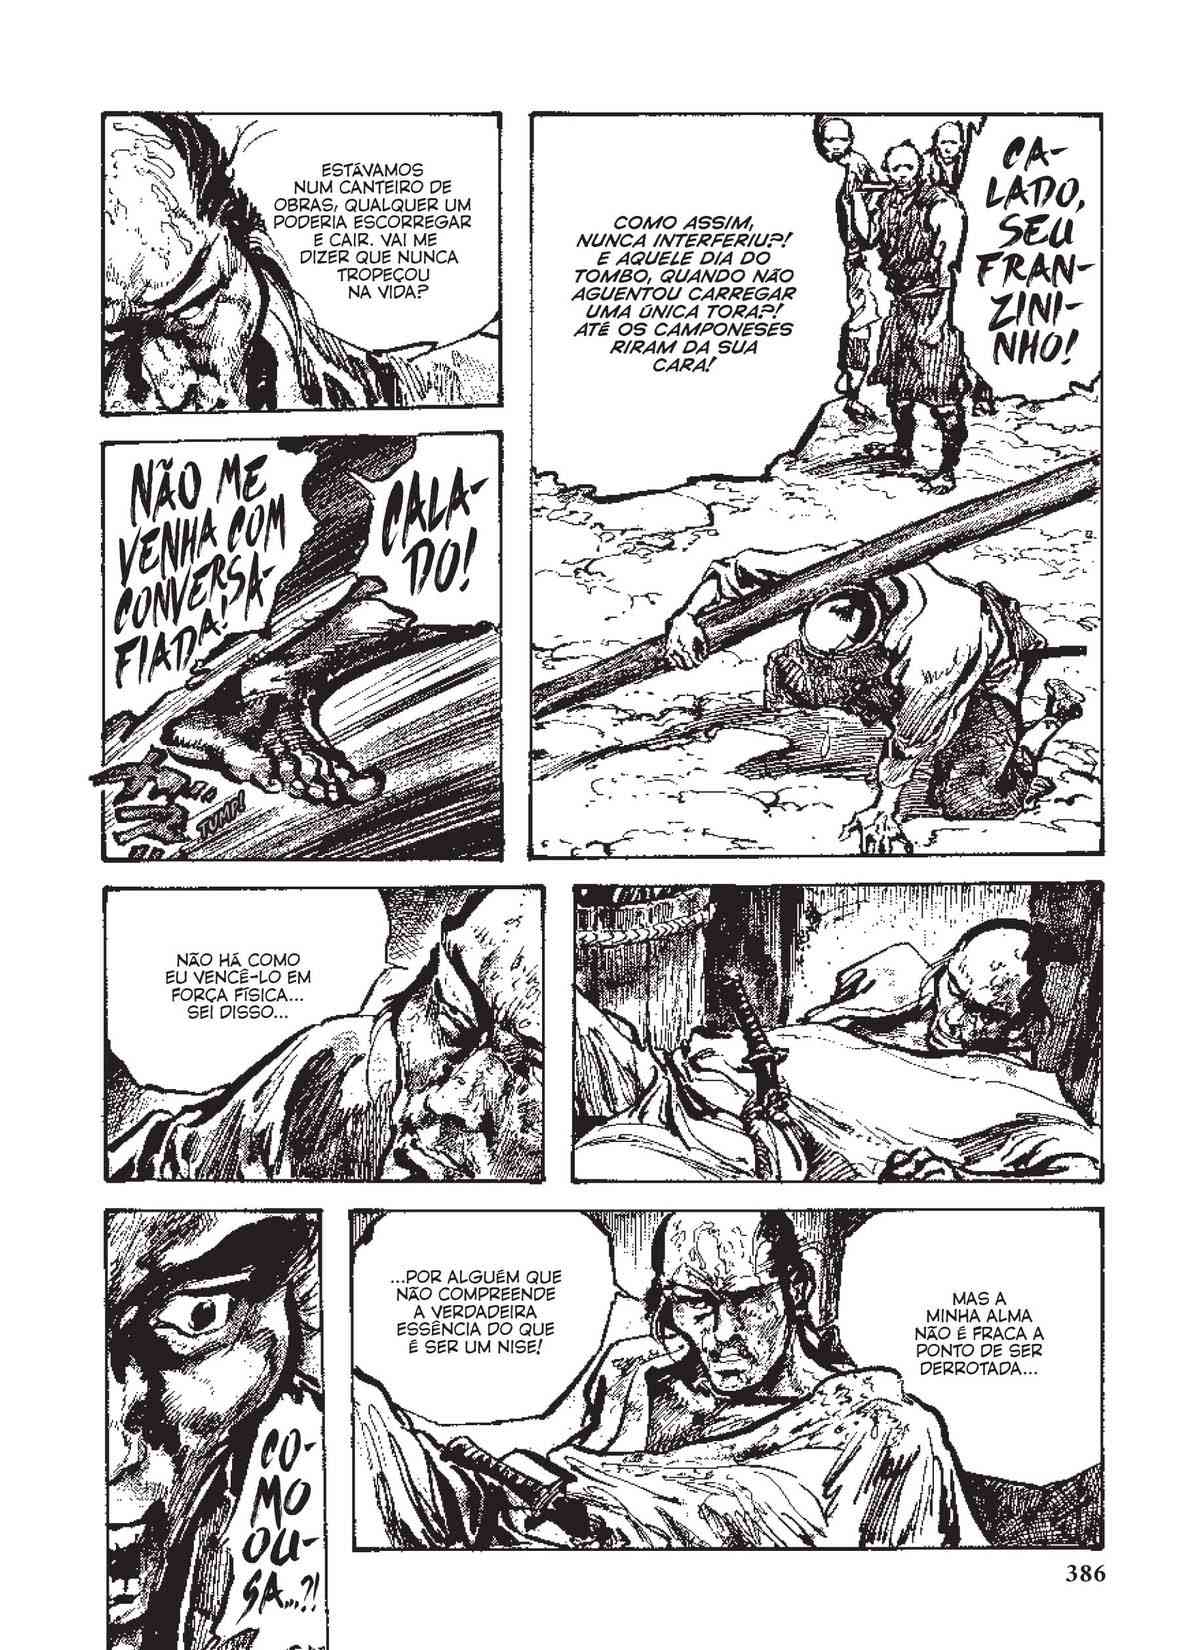 CA-
LADO,
SEU
FRAN-
ZINI-
NHO!
COMO ASSIM,
NUNCA INTERFERIU?!
E AQUELE DIA DO
TOMBO, QUANDO NÃO
AGUENTOU CARREGAR
UMA ÚNICA TORA?!
ATÉ OS CAMPONESES
RIRAM DA SUA
CARA!
ESTÁVAMOS
NUM CANTEIRO DE
OBRAS, QUALQUER UM
PODERIA ESCORREGAR
E CAIR. VAI ME
DIZER QUE NUNCA
TROPEÇOU
NA VIDA?
CALA-
DO!
NÃO ME
VENHA COM
CONVERSA
FIADA!
TUMP!
NÃO HÁ COMO
EU VENCÊ-LO EM
FORÇA FÍSICA...
SEI DISSO...
MAS A
MINHA ALMA
NÃO É FRACA A
PONTO DE SER
DERROTADA...
...POR ALGUÉM QUE
NÃO COMPREENDE
A VERDADEIRA
ESSÊNCIA DO QUE
É SER UM NISE!
CO-
MO
OU-
SA...?!
386